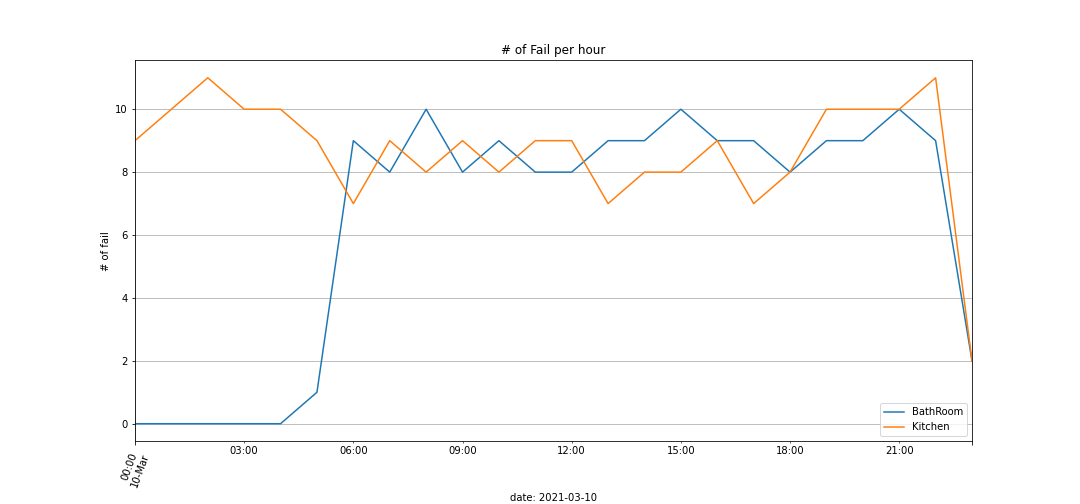 # of Fail per hour
# of fail
10
8
6
4
2
0
BathRoom
Kitchen
00:00
10-Mar
03:00
06:00
09:00
12:00
15:00
18:00
21:00
date: 2021-03-10